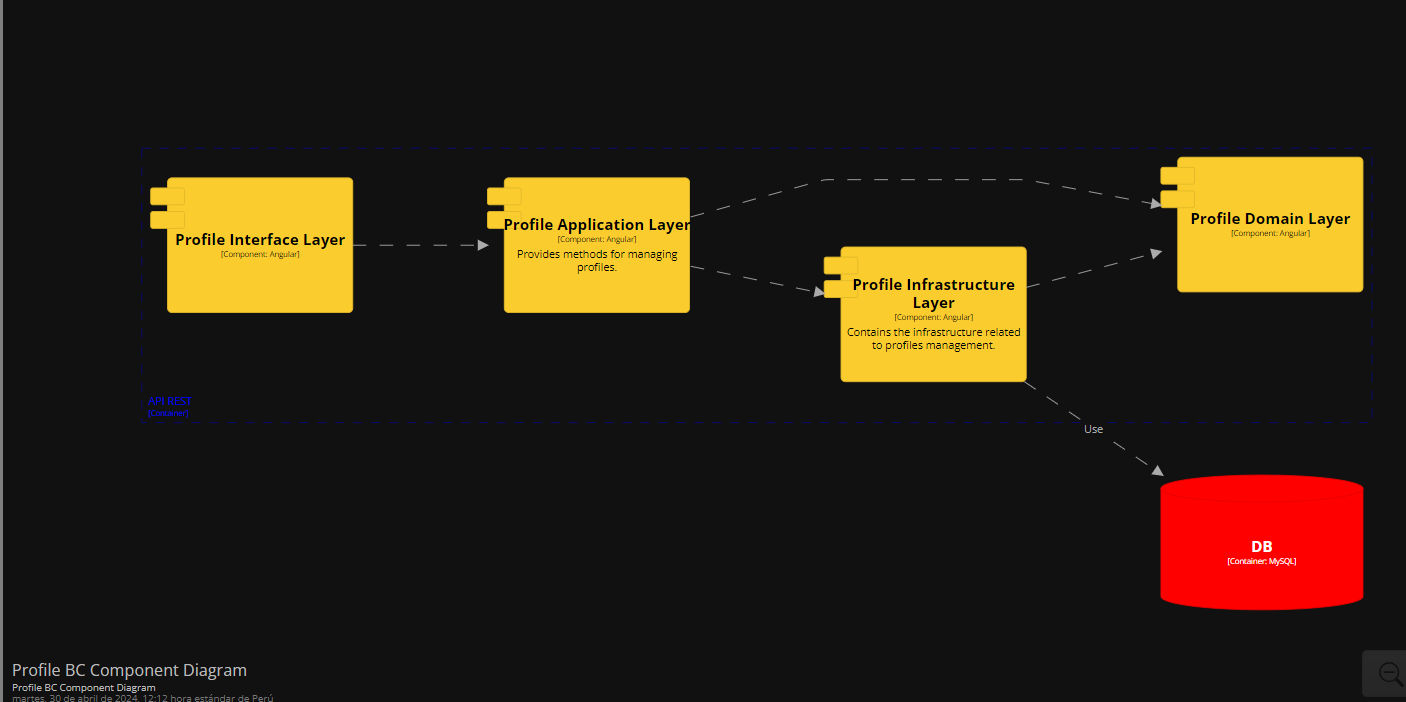 Profile Interface Layer
[Component: Angular]
Profile Application Layer
[Component: Angular]
Provides methods for managing
profiles.
Profile Infrastructure
Layer
[Component: Angular]
Contains the infrastructure related
to profiles management.
Profile Domain Layer
[Component: Angular]
API REST
[Container]
Use
DB
[Container: MySQL]
Profile BC Component Diagram
Profile BC Component Diagram
martes, 30 de abril de 2024, 12:12 hora estándar de Perú